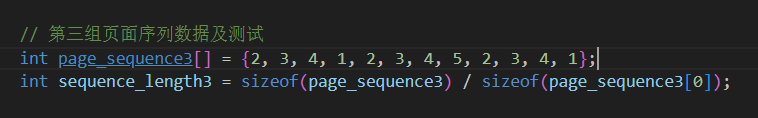 // 第三组页面序列数据及测试
int page_sequence3[] = {2, 3, 4, 1, 2, 3, 4, 5, 2, 3, 4, 1};
int sequence_length3 = sizeof(page_sequence3) / sizeof(page_sequence3[0]);